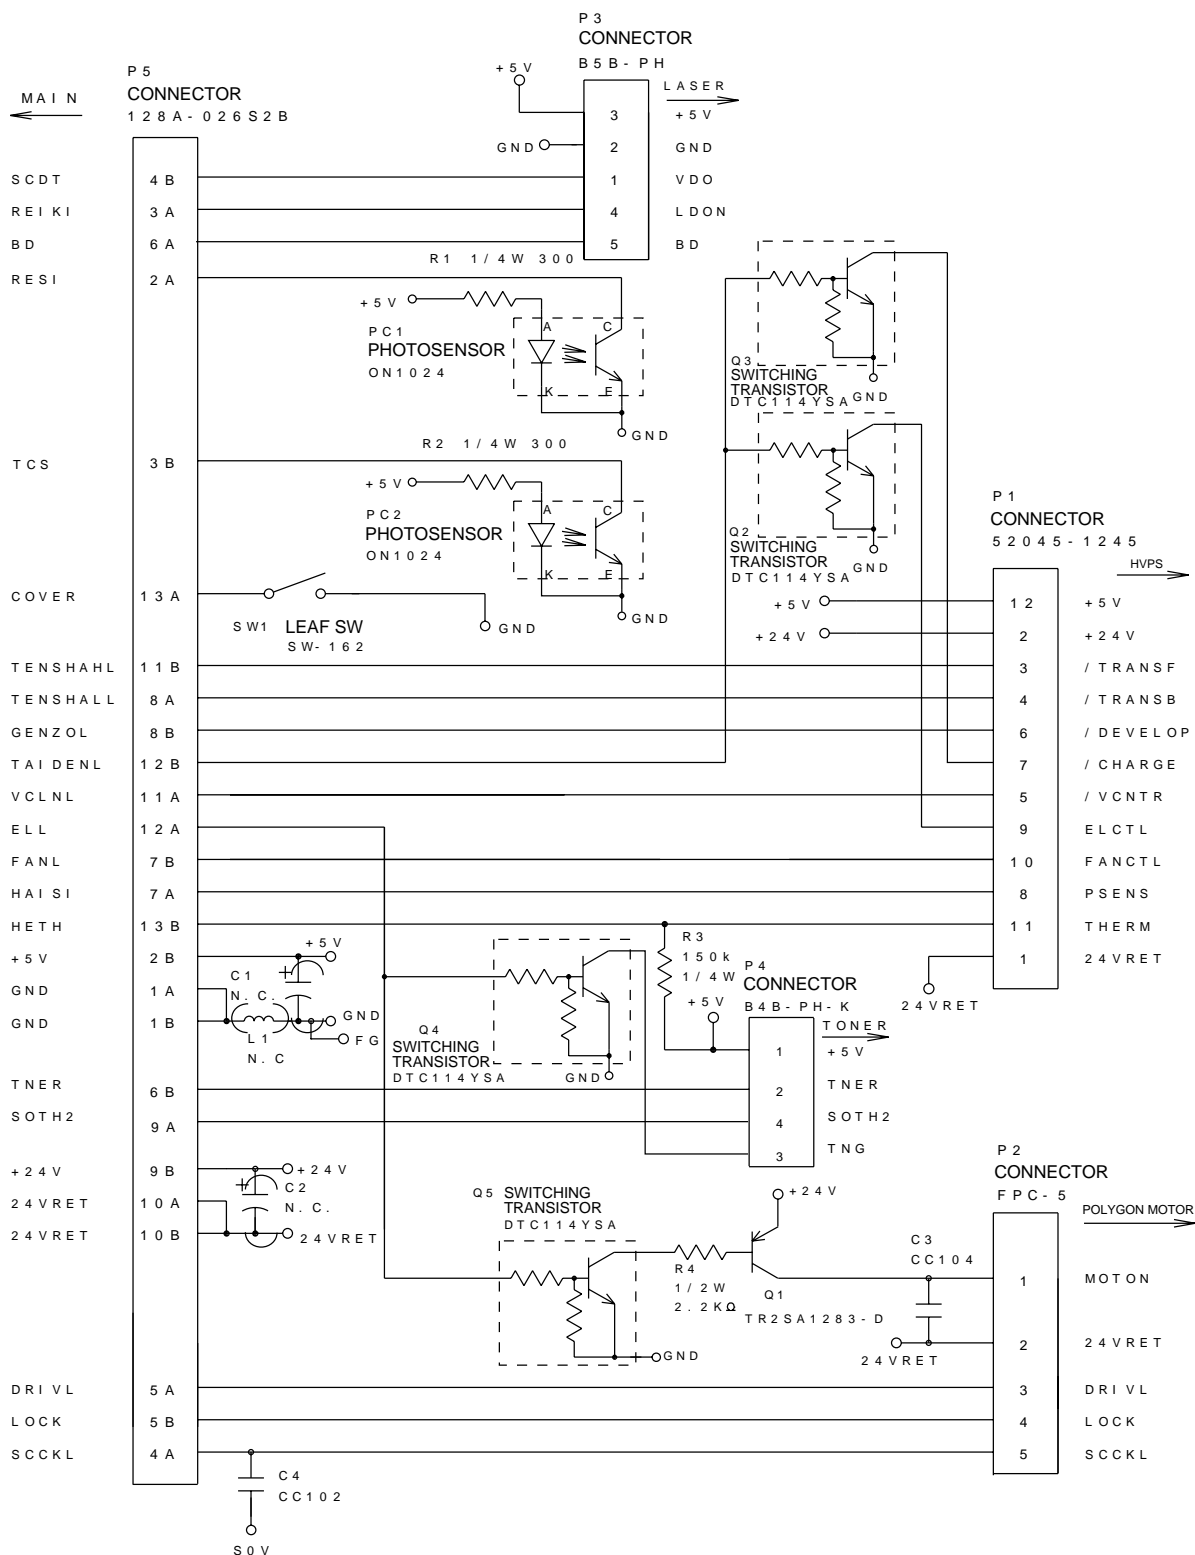 P3
CONNECTOR
B5B-PH
+5V
LASER
3 +5V
GND 2 GND
1 VDO
4 LDON
5 BD
P5
CONNECTOR
128A-026S2B
MAIN
SCDT 4B
REIKI 3A
BD 6A
RESI 2A
R1 1/4W 300
+5V
PC1
PHOTOSENSOR
ON1024
A C
K E
GND
R2 1/4W 300
TCS 3B
+5V
PC2
PHOTOSENSOR
ON1024
A C
K E
GND
Q3
SWITCHING
TRANSISTOR
DTC114YSA
GND
Q2
SWITCHING
TRANSISTOR
DTC114YSA
GND
P1
CONNECTOR
52045-1245
HVPS
COVER 13A
SW1 LEAF SW
SW-162
GND
+5V 12 +5V
+24V 2 +24V
TENSHAHL 11B 3 /TRANSF
TENSHALL 8A 4 /TRANSB
GENZOL 8B 6 /DEVELOP
TAIDENL 12B 7 /CHARGE
VCLNL 11A 5 /VCNTR
ELL 12A 9 ELCTL
FANL 7B 10 FANCTL
HAISI 7A 8 PSENS
HETH 13B 11 THERM
+5V 2B +5V
1 24VRET
24VRET
GND 1A
C1
N.C.
GND 1B
GND
FG
L1
N.C
R3
150k
1/4W
+5V
P4
CONNECTOR
B4B-PH-K
TONER
1 +5V
Q4
SWITCHING
TRANSISTOR
DTC114YSA
GND
TNER 6B 2 TNER
SOTH2 9A 4 SOTH2
3 TNG
+24V 9B +24V
24VRET 10A
C2
N.C.
24VRET 10B 24VRET
Q5 SWITCHING
TRANSISTOR
DTC114YSA
+24V
R4
1/2W
2.2KΩ
Q1
TR2SA1283-D
GND
C3
CC104
24VRET
P2
CONNECTOR
FPC-5
POLYGON MOTOR
1 MOTON
2 24VRET
DRIVL 5A 3 DRIVL
LOCK 5B 4 LOCK
SCCKL 4A 5 SCCKL
C4
CC102
S0V